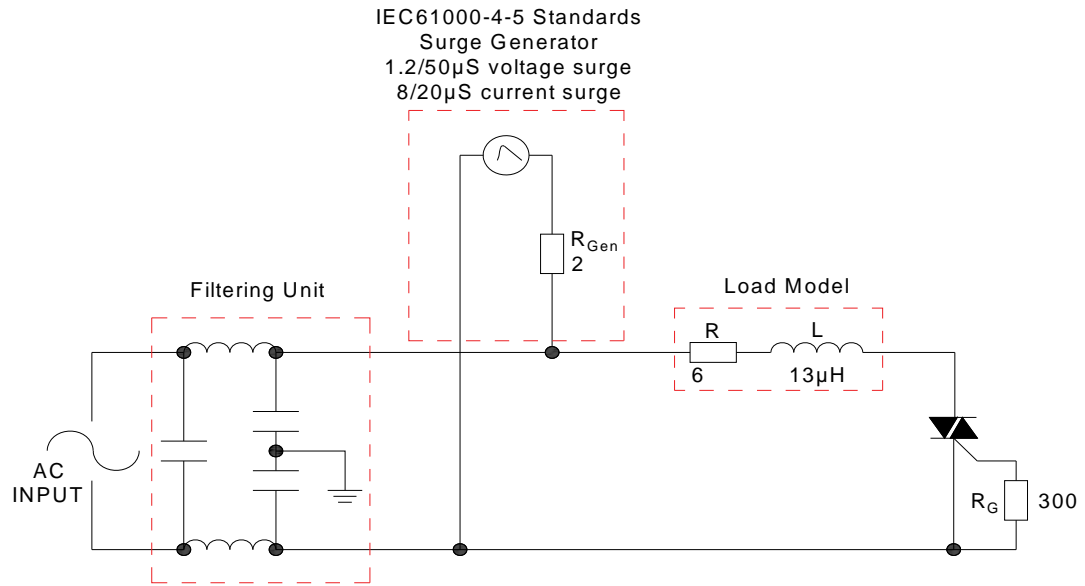 IEC61000-4-5 Standards
Surge Generator
1.2/50µS voltage surge
8/20µS current surge
R_Gen
2
Filtering Unit
Load Model
R
L
6
13µH
AC
INPUT
R_G
300